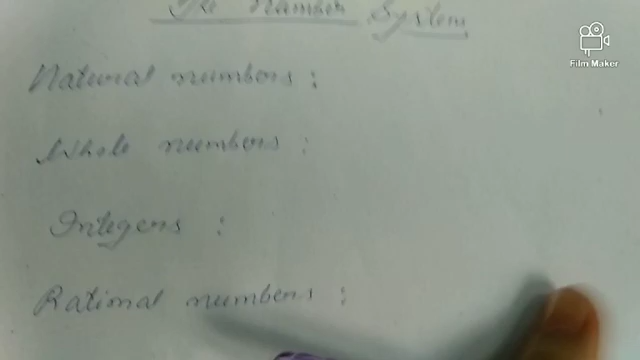 The Number System
Film Maker
Natural numbers :
Whole numbers :
Integers :
Rational numbers :